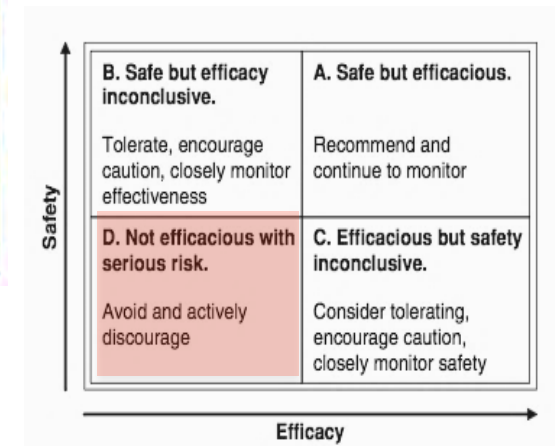 B. Safe but efficacy
inconclusive.
Tolerate, encourage
caution, closely monitor
effectiveness
A. Safe but efficacious.
Recommend and
continue to monitor
Safety
D. Not efficacious with
serious risk.
Avoid and actively
discourage
C. Efficacious but safety
inconclusive.
Consider tolerating,
encourage caution,
closely monitor safety
Efficacy